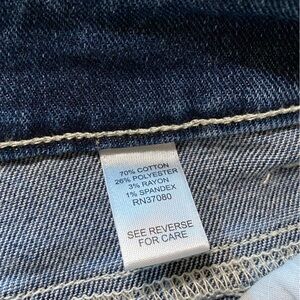 70% COTTON
26% POLYESTER
3% RAYON
1% SPANDEX
RN37080
SEE REVERSE
FOR CARE